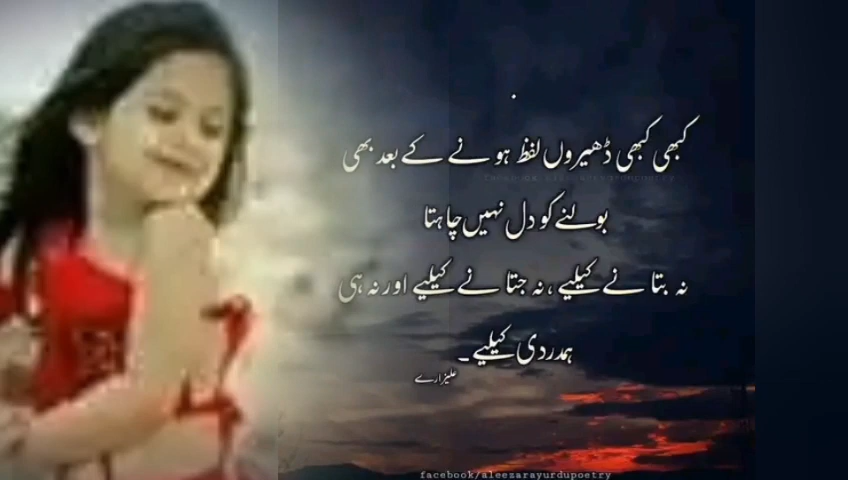 کبھی کبھی ڈھیروں لفظ ہونے کے بعد بھی
بولنے کو دل نہیں چاہتا
نہ بتانے کیلیے ، نہ جتانے کیلیے اور نہ ہی
ہمدردی کیلیے ۔
علیزارے
facebook/aleezarayurdupoetry